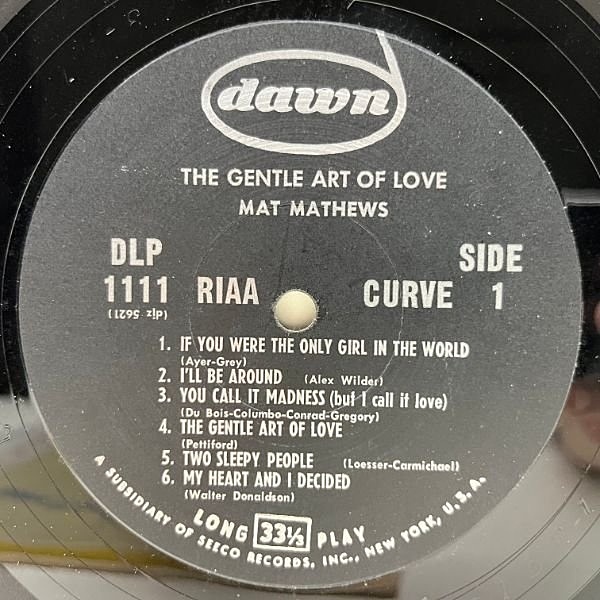 dawn
THE GENTLE ART OF LOVE
MAT MATHEWS
DLP
1111
SIDE
1
RIAA CURVE
(djz 5621)
1. IF YOU WERE THE ONLY GIRL IN THE WORLD
(Ayer-Grey)
2. I'LL BE AROUND (Alex Wilder)
3. YOU CALL IT MADNESS (but I call it love)
(Du Bois-Columbo-Conrad-Gregory)
4. THE GENTLE ART OF LOVE
(Pettiford)
5. TWO SLEEPY PEOPLE (Loesser-Carmichael)
6. MY HEART AND I DECIDED
(Walter Donaldson)
LONG 33⅓ PLAY
A SUBSIDIARY OF SEECO RECORDS, INC., NEW YORK, U.S.A.